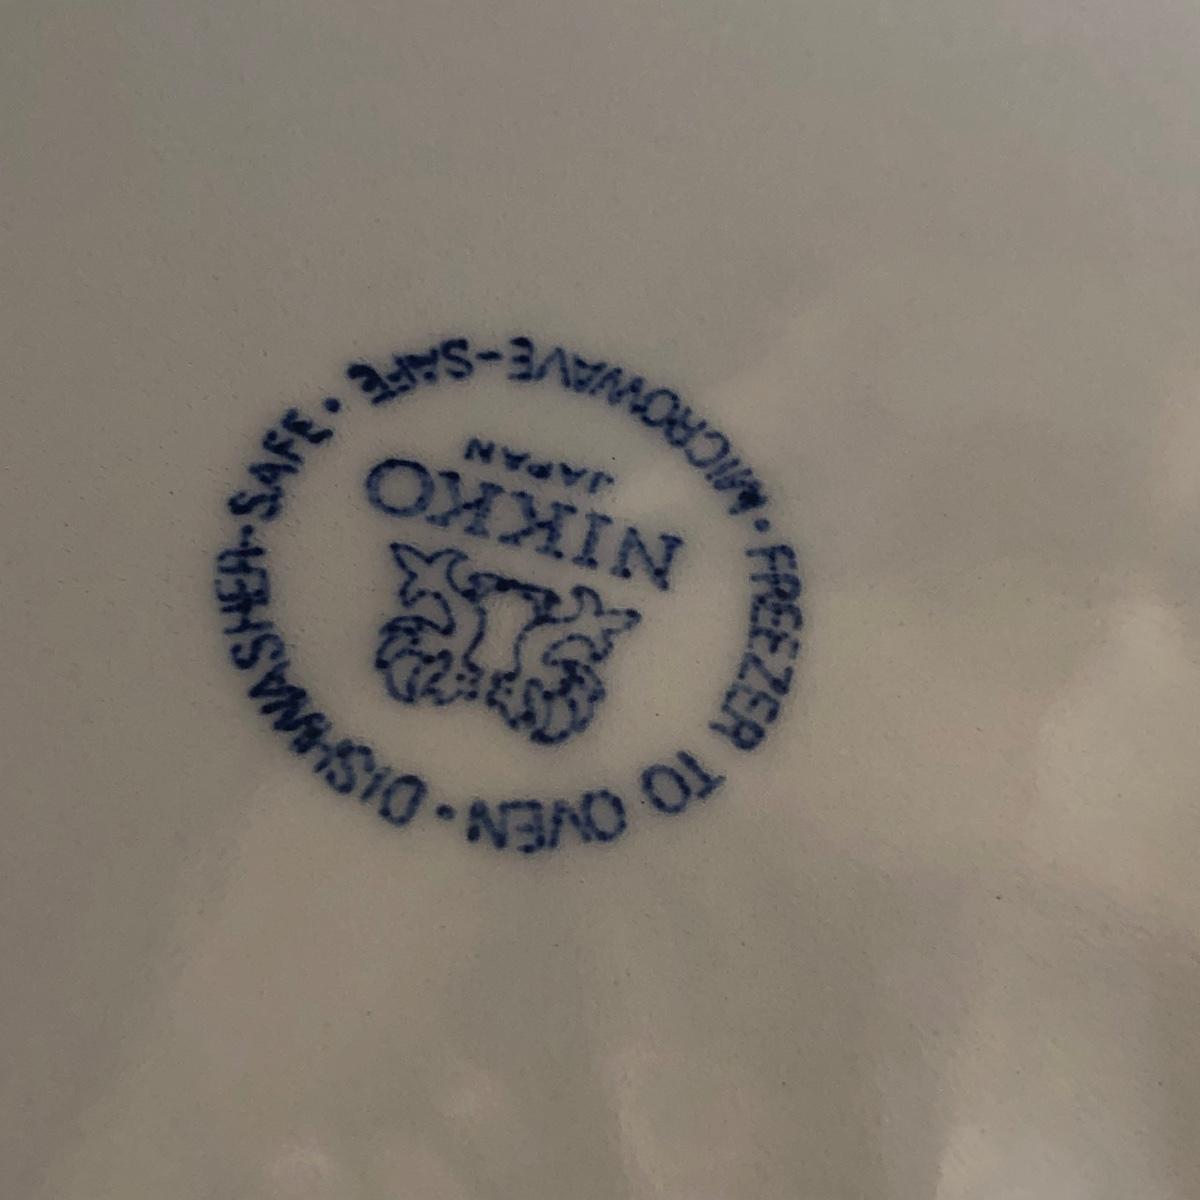 FREEZER TO OVEN • DISHWASHER-SAFE • MICROWAVE-SAFE •
NIKKO
JAPAN